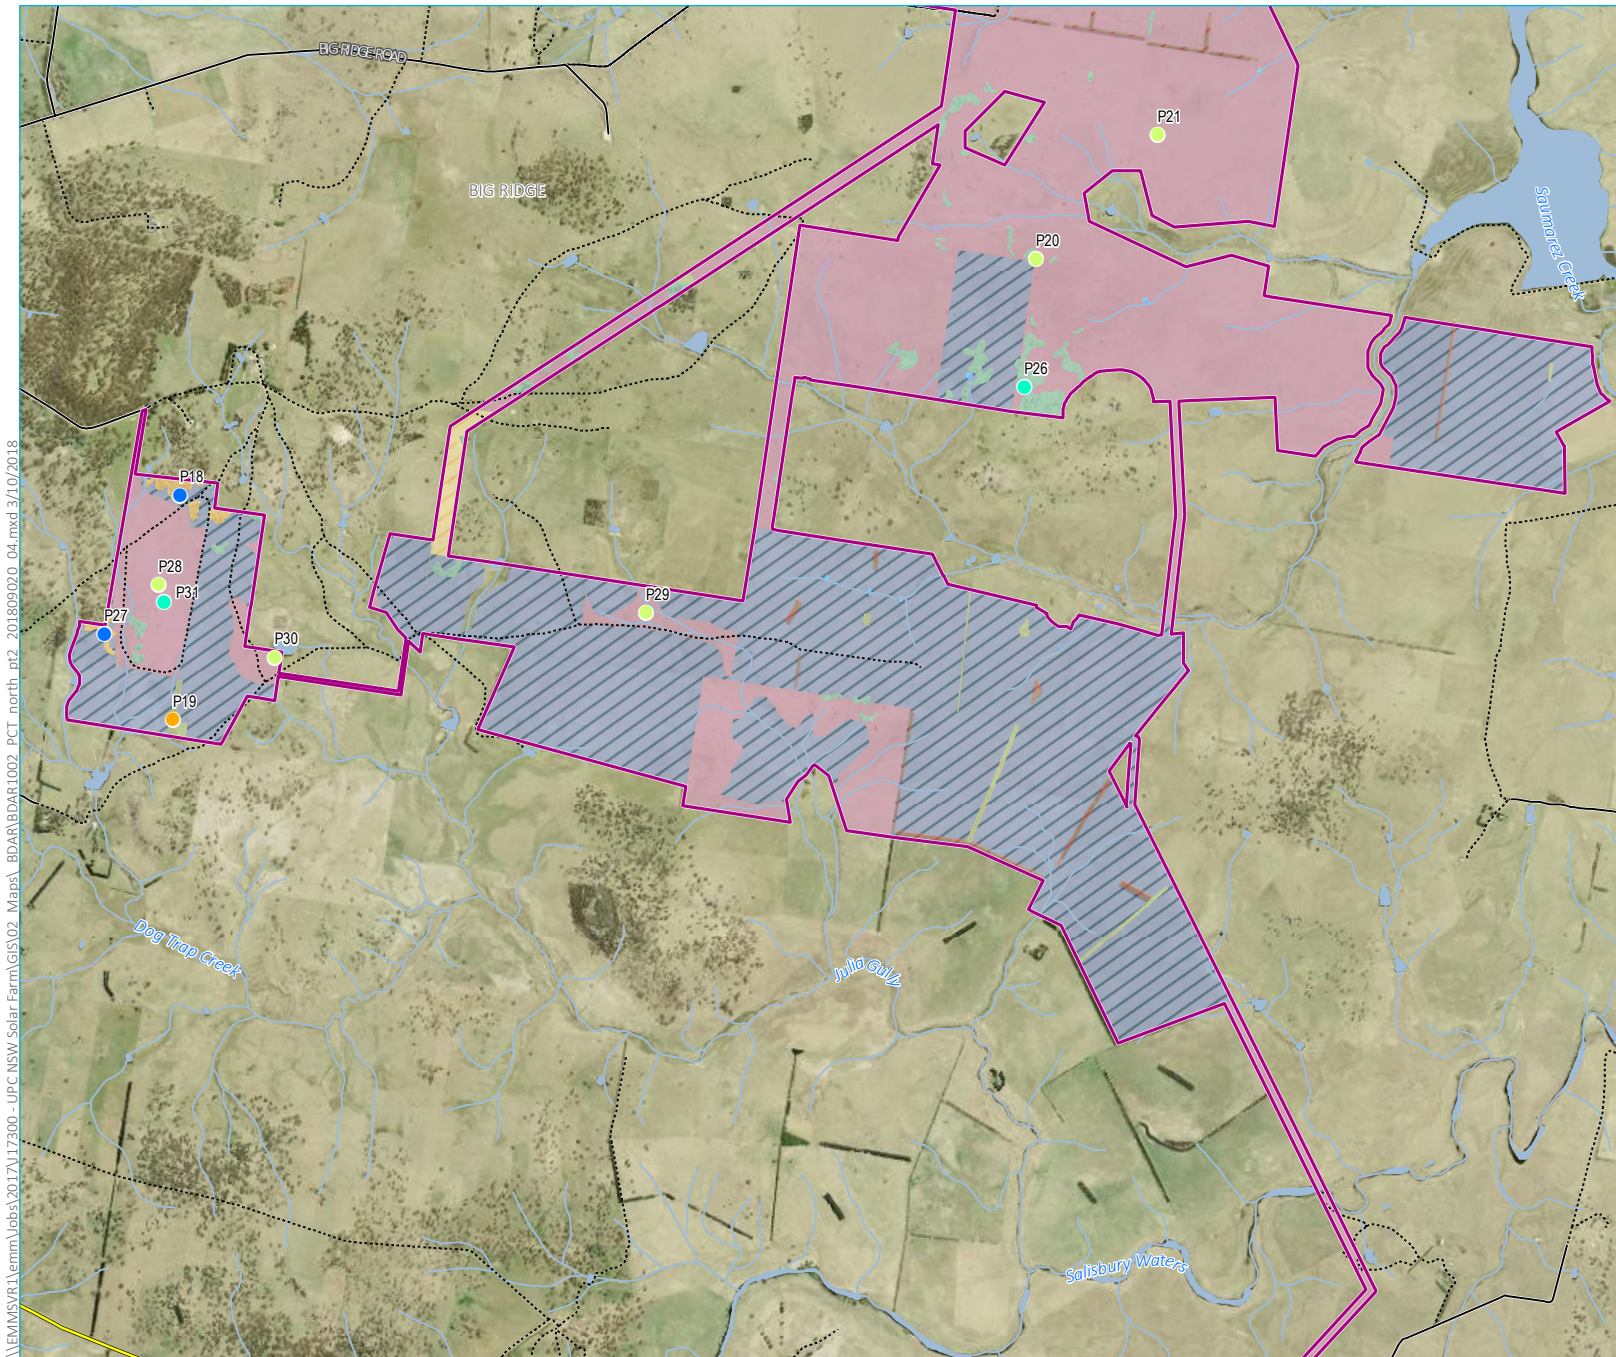 BIG RIDGE ROAD
P21
BIG RIDGE
Saumarez Creek
P20
P26
P18
P28
P31
P29
P27
P30
P19
Dog Trap Creek
Julia Gully
Salisbury Waters
\\EMMSVR1\emm\Jobs\2017\J17300 - UPC NSW Solar Farm\GIS\02_Maps\_BDAR\BDAR1002_PCT_north_pt2_201809020_04.mxd 3/10/2018